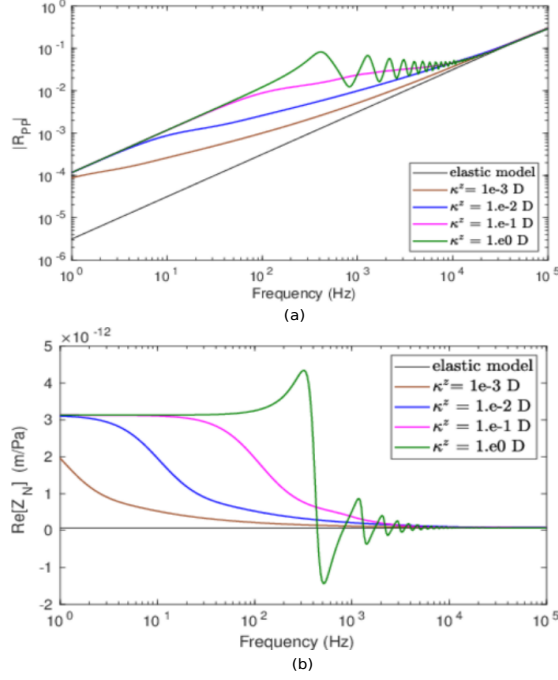 10^0
10^-1
10^-2
10^-3
10^-4
10^-5
10^-6
|R_PP|
elastic model
κ^z = 1e-3 D
κ^z = 1.e-2 D
κ^z = 1.e-1 D
κ^z = 1.e0 D
10^0 10^1 10^2 10^3 10^4 10^5
Frequency (Hz)
(a)
×10^-12
5
4
3
2
1
0
-1
-2
Re[Z_N] (m/Pa)
elastic model
κ^z = 1e-3 D
κ^z = 1.e-2 D
κ^z = 1.e-1 D
κ^z = 1.e0 D
10^0 10^1 10^2 10^3 10^4 10^5
Frequency (Hz)
(b)